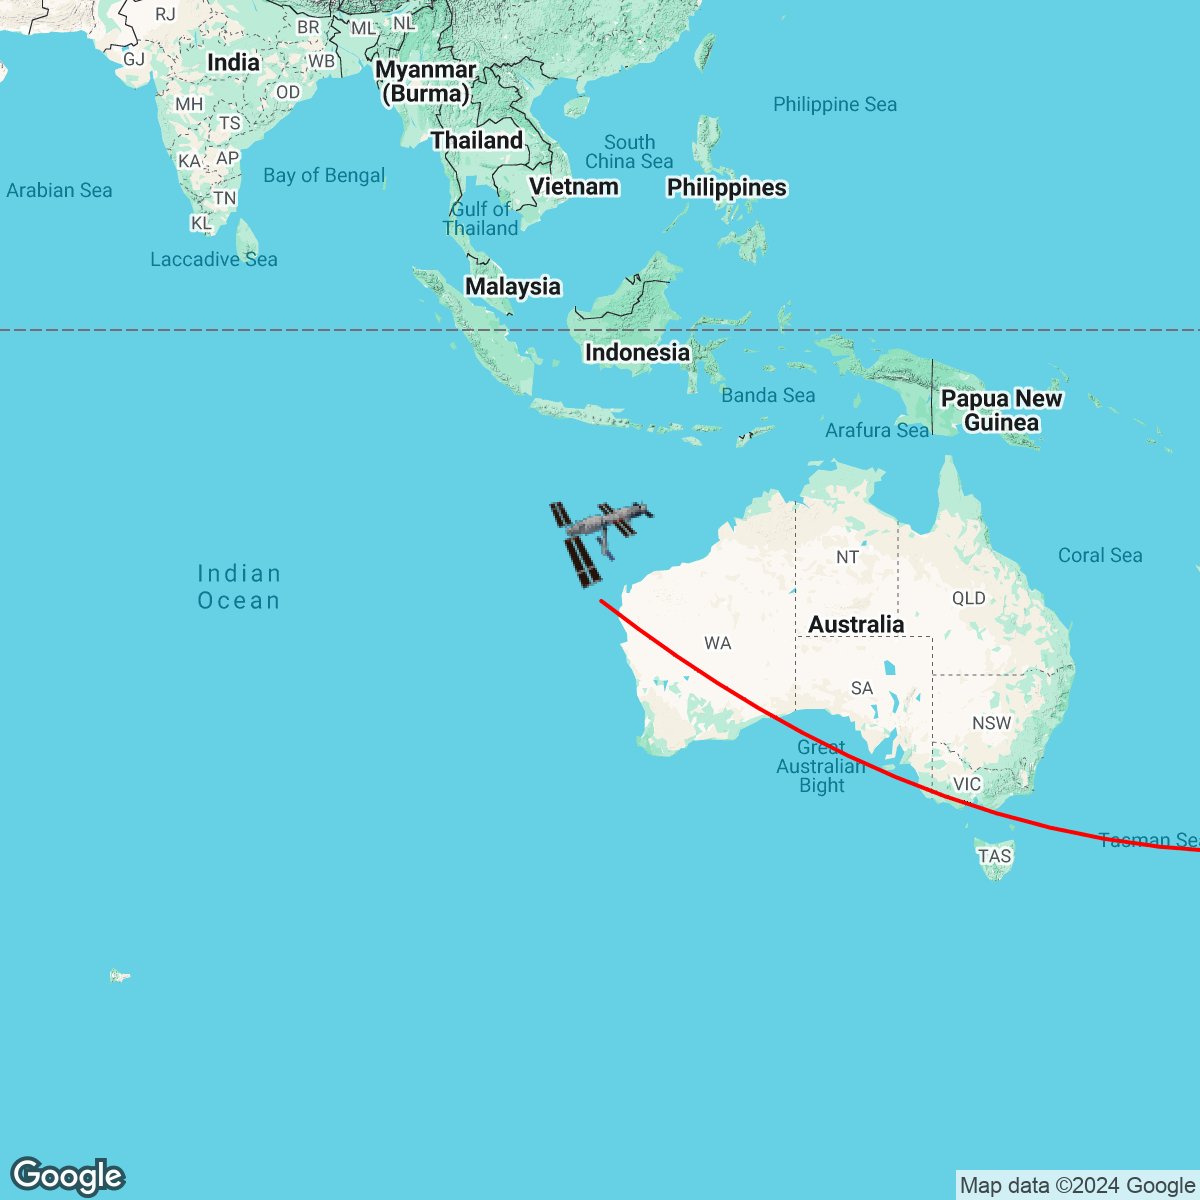 RJ
BR
ML
NL
GJ
India
WB
Myanmar
(Burma)
OD
MH
Philippine Sea
TS
Thailand
South
China Sea
KA
AP
Bay of Bengal
Arabian Sea
Vietnam
Philippines
TN
Gulf of
Thailand
KL
Laccadive Sea
Malaysia
Indonesia
Banda Sea
Papua New
Guinea
Arafura Sea
Indian
Ocean
NT
Coral Sea
QLD
Australia
WA
SA
NSW
Great
Australian
Bight
VIC
Tasman Sea
TAS
Google
Map data ©2024 Google